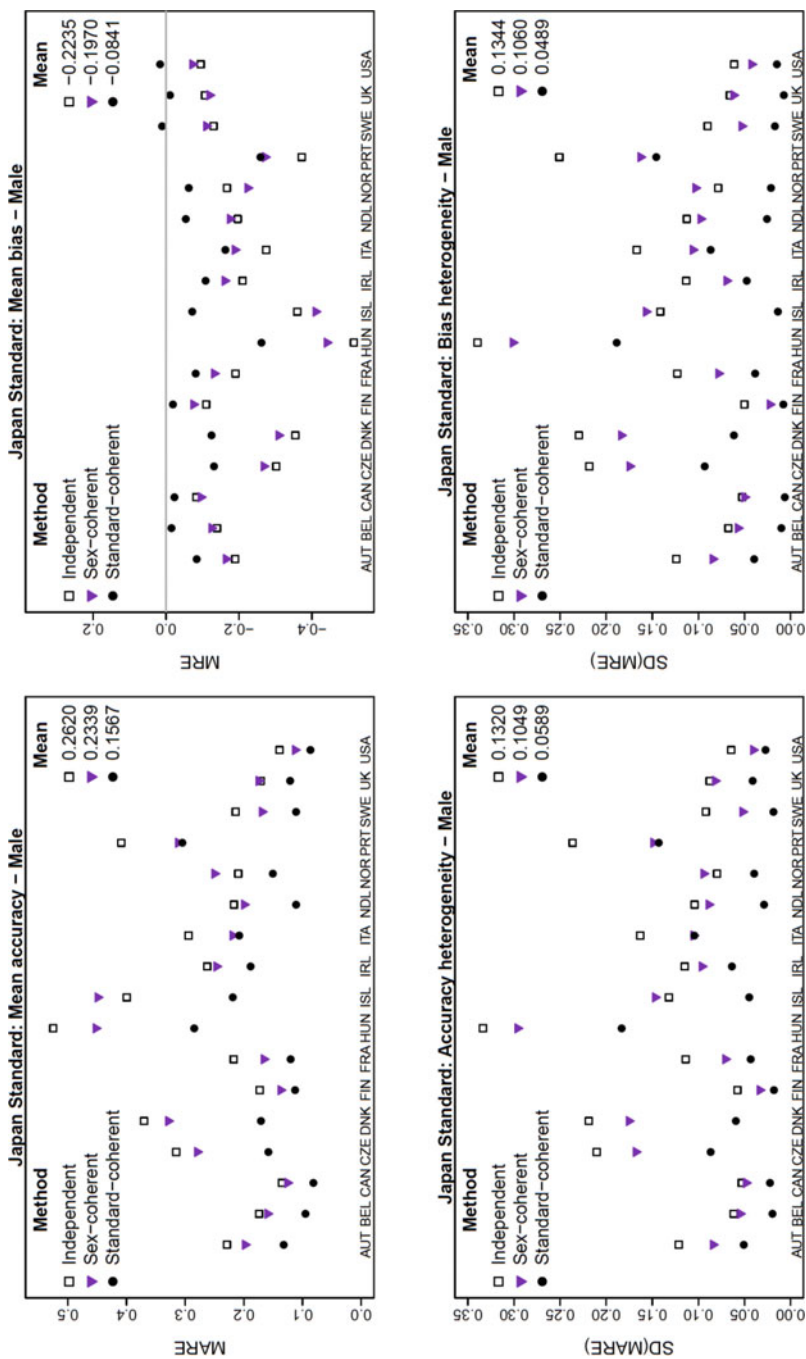 Japan Standard: Mean accuracy − Male
Method
Independent
Sex−coherent
Standard−coherent
Mean
0.2620
0.2339
0.1567
MARE
0.5
0.4
0.3
0.2
0.1
AUT BEL CAN CZE DNK FIN FRA HUN ISL IRL ITA NDL NOR PRT SWE UK USA
Japan Standard: Mean bias − Male
Method
Independent
Sex−coherent
Standard−coherent
Mean
−0.2235
−0.1970
−0.0841
MRE
0.2
0.0
−0.2
−0.4
AUT BEL CAN CZE DNK FIN FRA HUN ISL IRL ITA NDL NOR PRT SWE UK USA
Japan Standard: Accuracy heterogeneity − Male
Method
Independent
Sex−coherent
Standard−coherent
Mean
0.1320
0.1049
0.0589
SD(MARE)
0.35
0.30
0.25
0.20
0.15
0.10
0.05
0.00
AUT BEL CAN CZE DNK FIN FRA HUN ISL IRL ITA NDL NOR PRT SWE UK USA
Japan Standard: Bias heterogeneity − Male
Method
Independent
Sex−coherent
Standard−coherent
Mean
0.1344
0.1060
0.0489
SD(MRE)
0.35
0.30
0.25
0.20
0.15
0.10
0.05
0.00
AUT BEL CAN CZE DNK FIN FRA HUN ISL IRL ITA NDL NOR PRT SWE UK USA